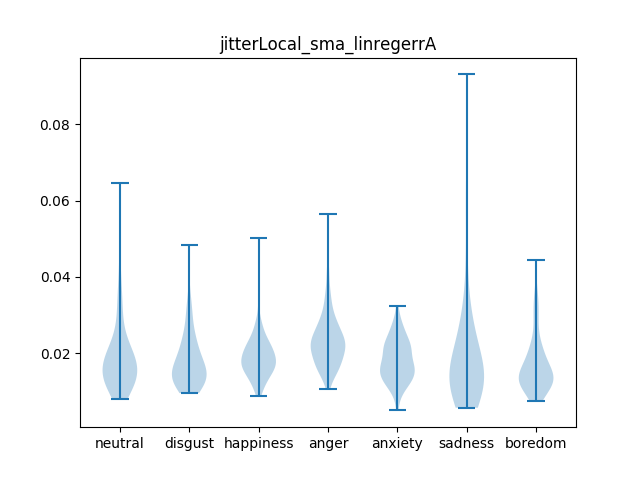 jitterLocal_sma_linregerrA
0.08
0.06
0.04
0.02
neutral disgust happiness anger anxiety sadness boredom